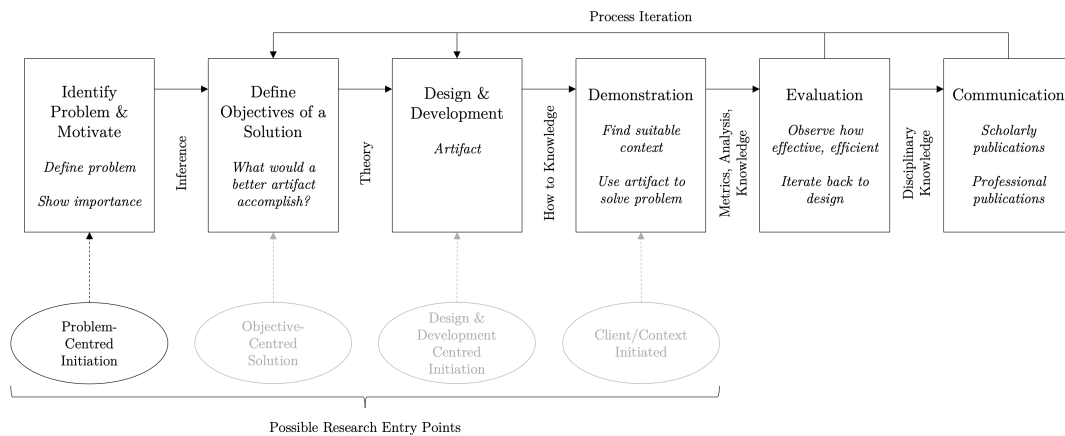 Process Iteration
Identify
Problem &
Motivate
Define problem
Show importance
Inference
Define
Objectives of a
Solution
What would a
better artifact
accomplish?
Theory
Design &
Development
Artifact
How to Knowledge
Demonstration
Find suitable
context
Use artifact to
solve problem
Metrics, Analysis,
Knowledge
Evaluation
Observe how
effective, efficient
Iterate back to
design
Disciplinary
Knowledge
Communication
Scholarly
publications
Professional
publications
Problem-
Centred
Initiation
Objective-
Centred
Solution
Design &
Development
Centred
Initiation
Client/Context
Initiated
Possible Research Entry Points